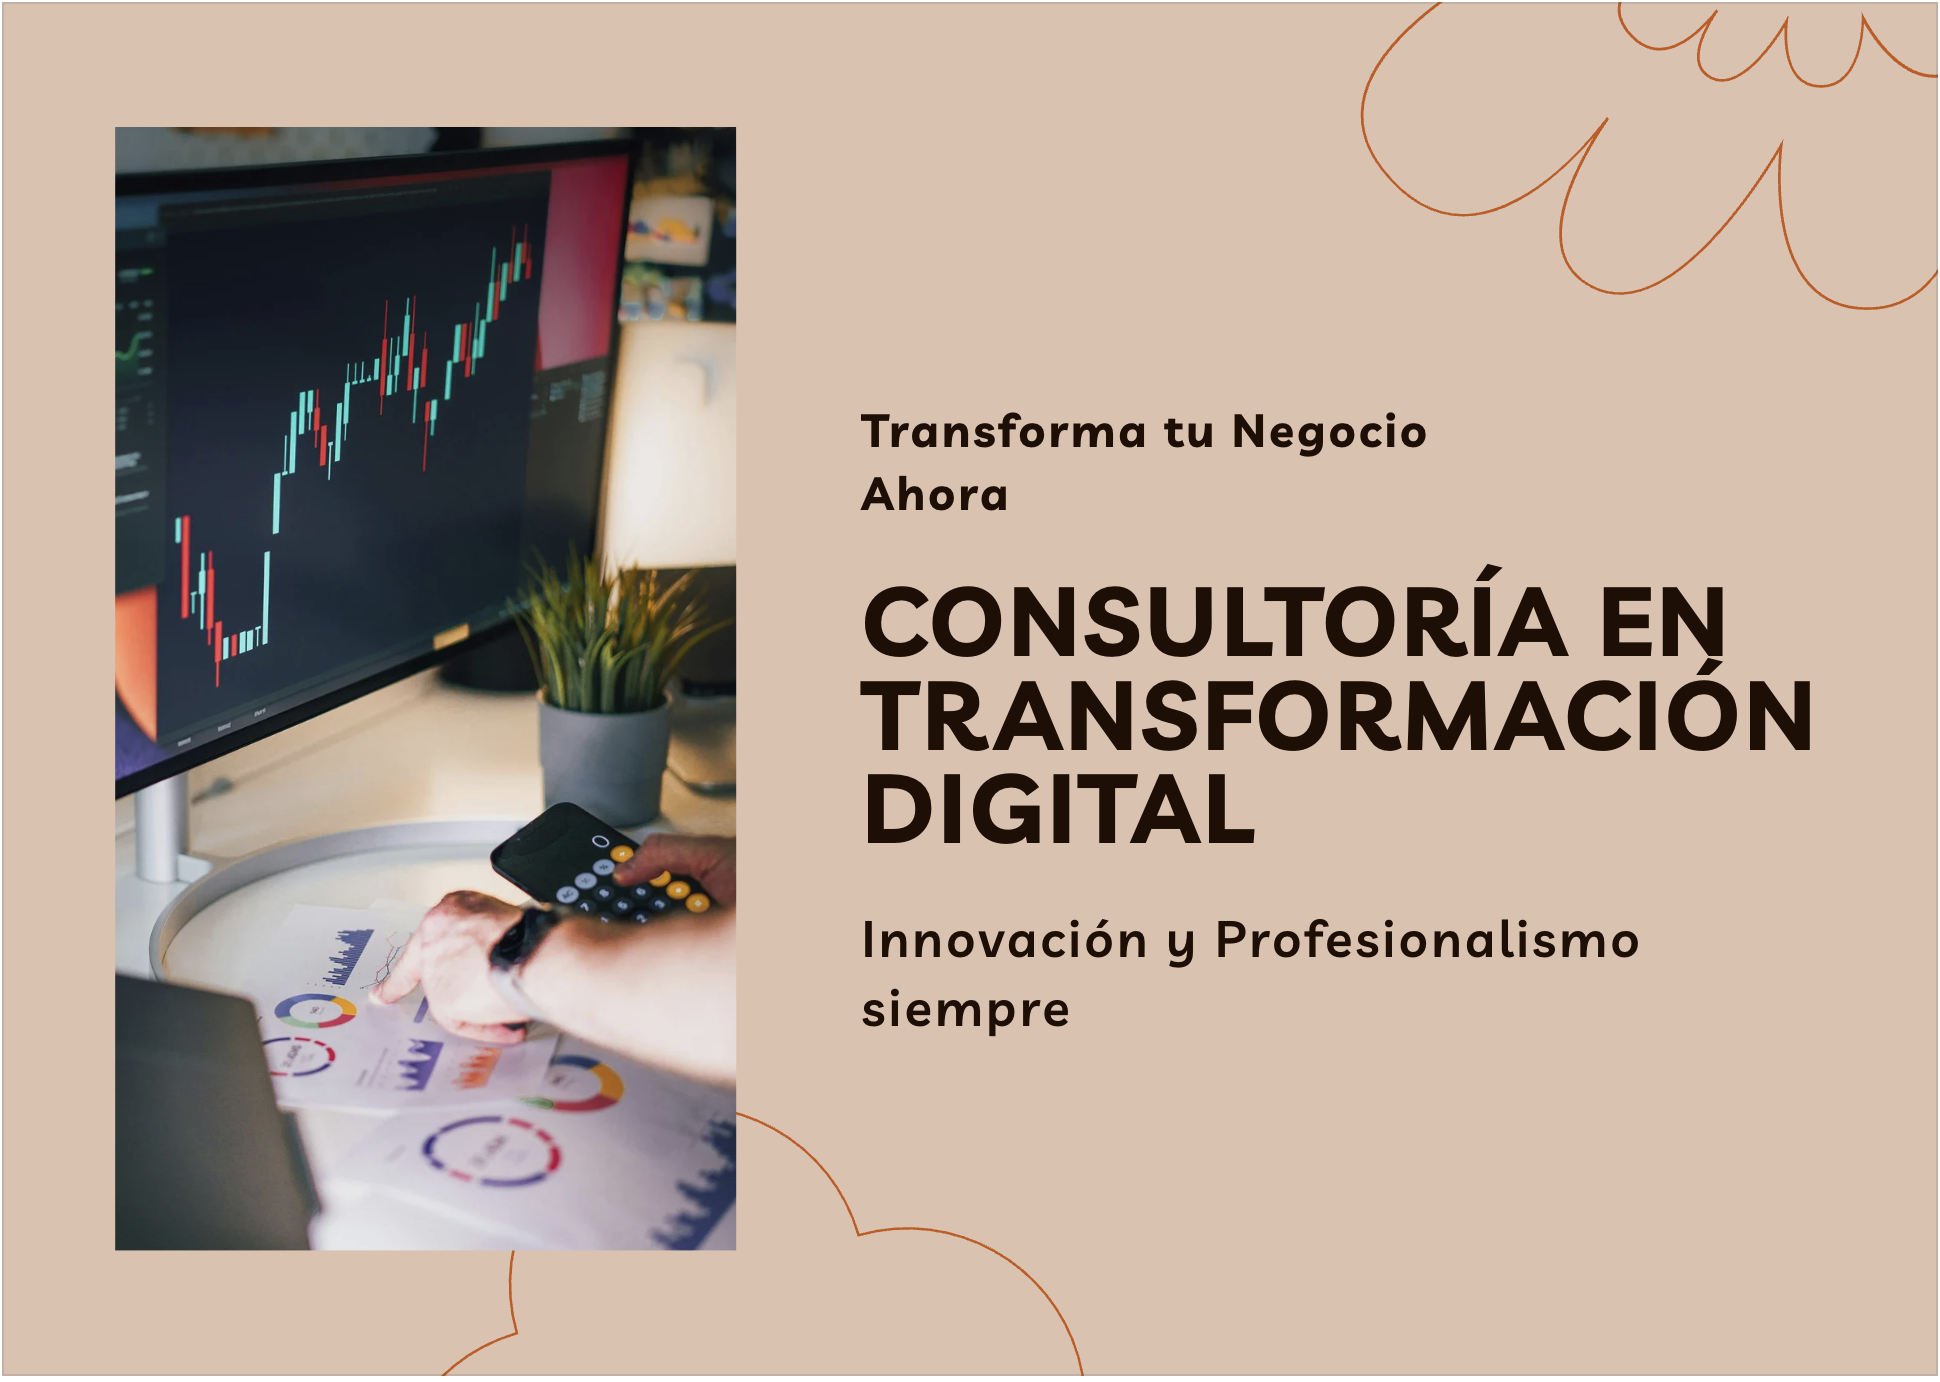 Transforma tu Negocio
Ahora
CONSULTORÍA EN
TRANSFORMACIÓN
DIGITAL
Innovación y Profesionalismo
siempre